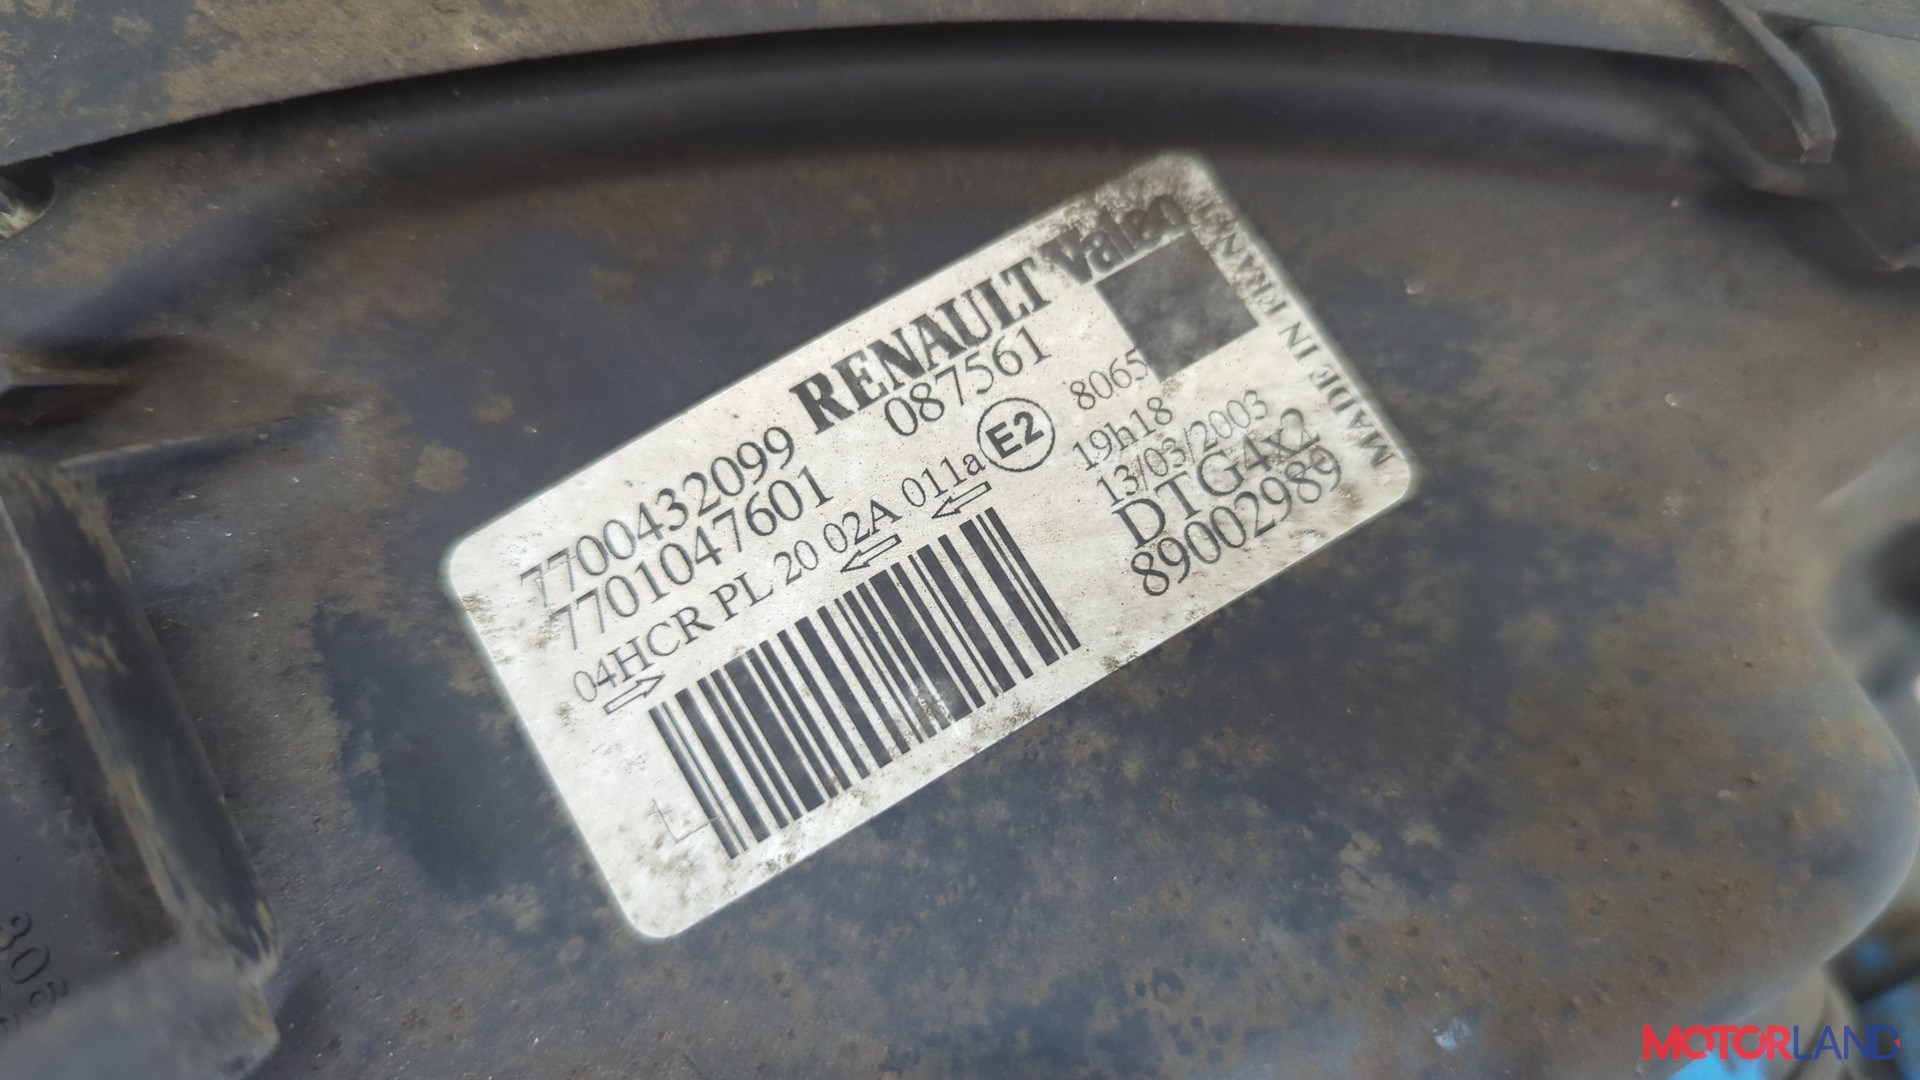 RENAULT Valeo
7700432099 087561
7701047601
04HCR PL 20 02A 011a E2
8065
19h18
13/03/2003
DTG4x2
89002989
MADE IN FRANCE
L
30
MOTORLAND